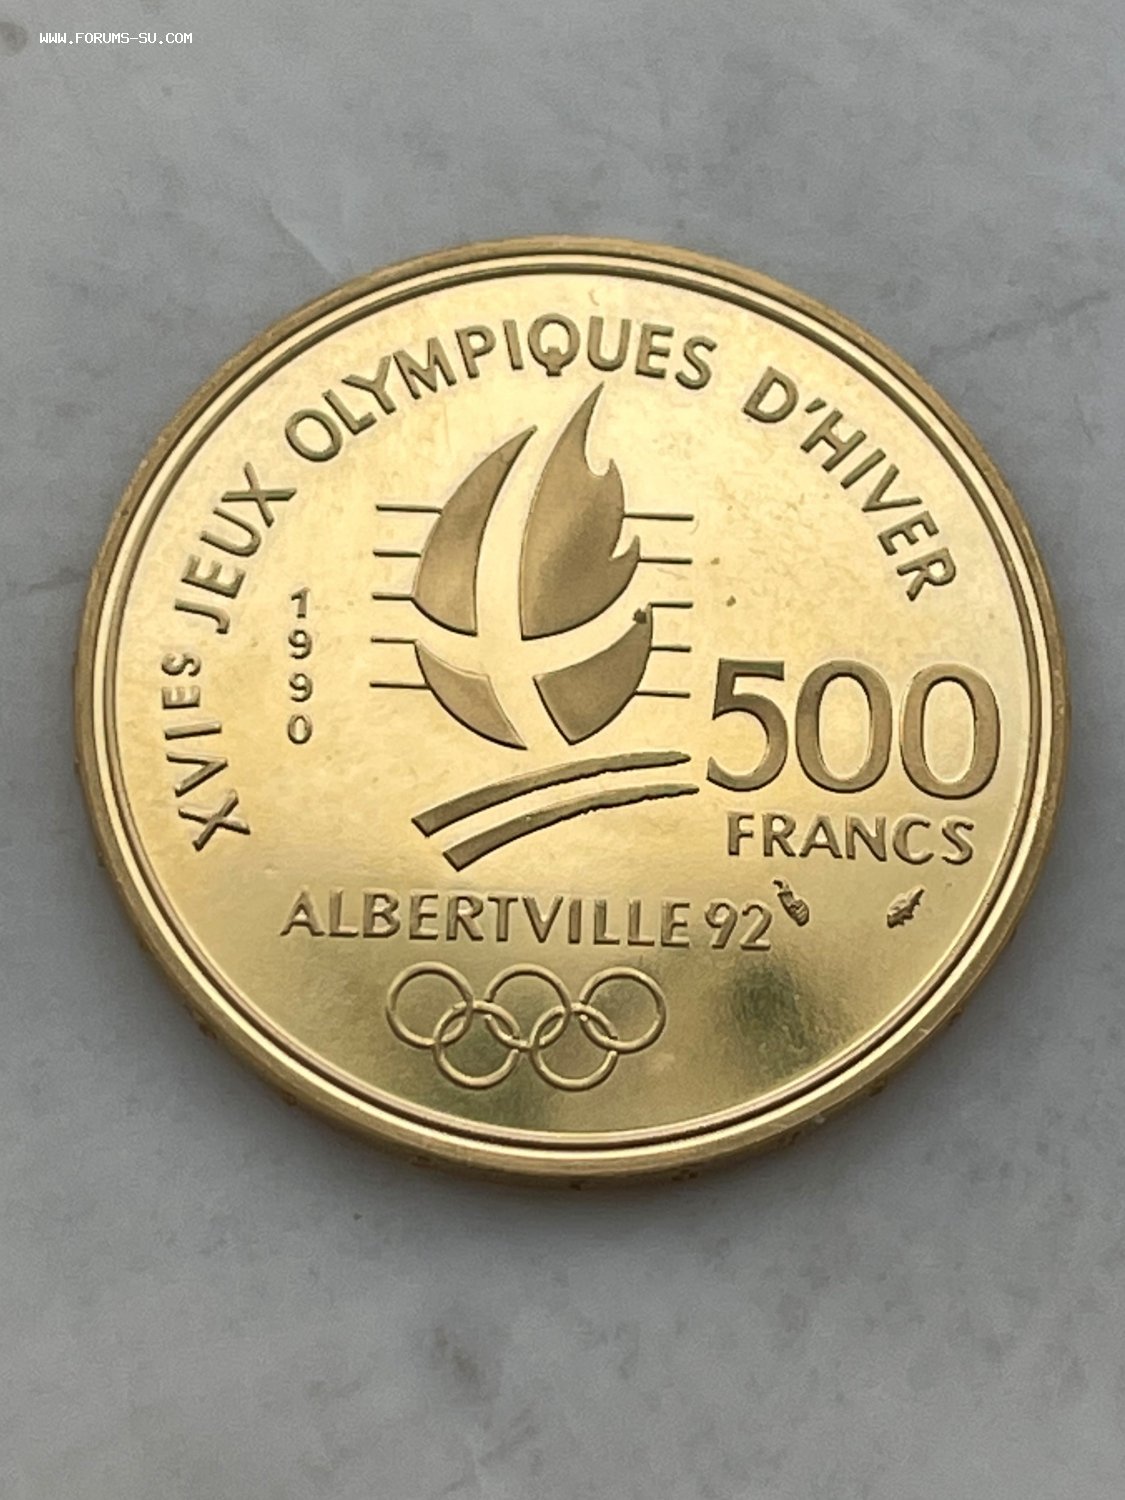 WWW.FORUMS-SU.COM
XVIES JEUX OLYMPIQUES D'HIVER
1990
500
FRANCS
ALBERTVILLE 92